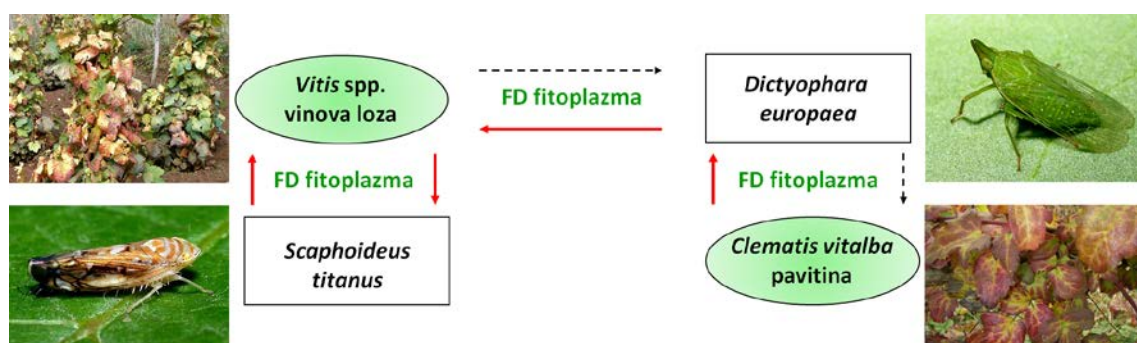 Vitis spp.
vinova loza
FD fitoplazma
Dictyophara
europaea
FD fitoplazma
FD fitoplazma
Scaphoideus
titanus
Clematis vitalba
pavitina